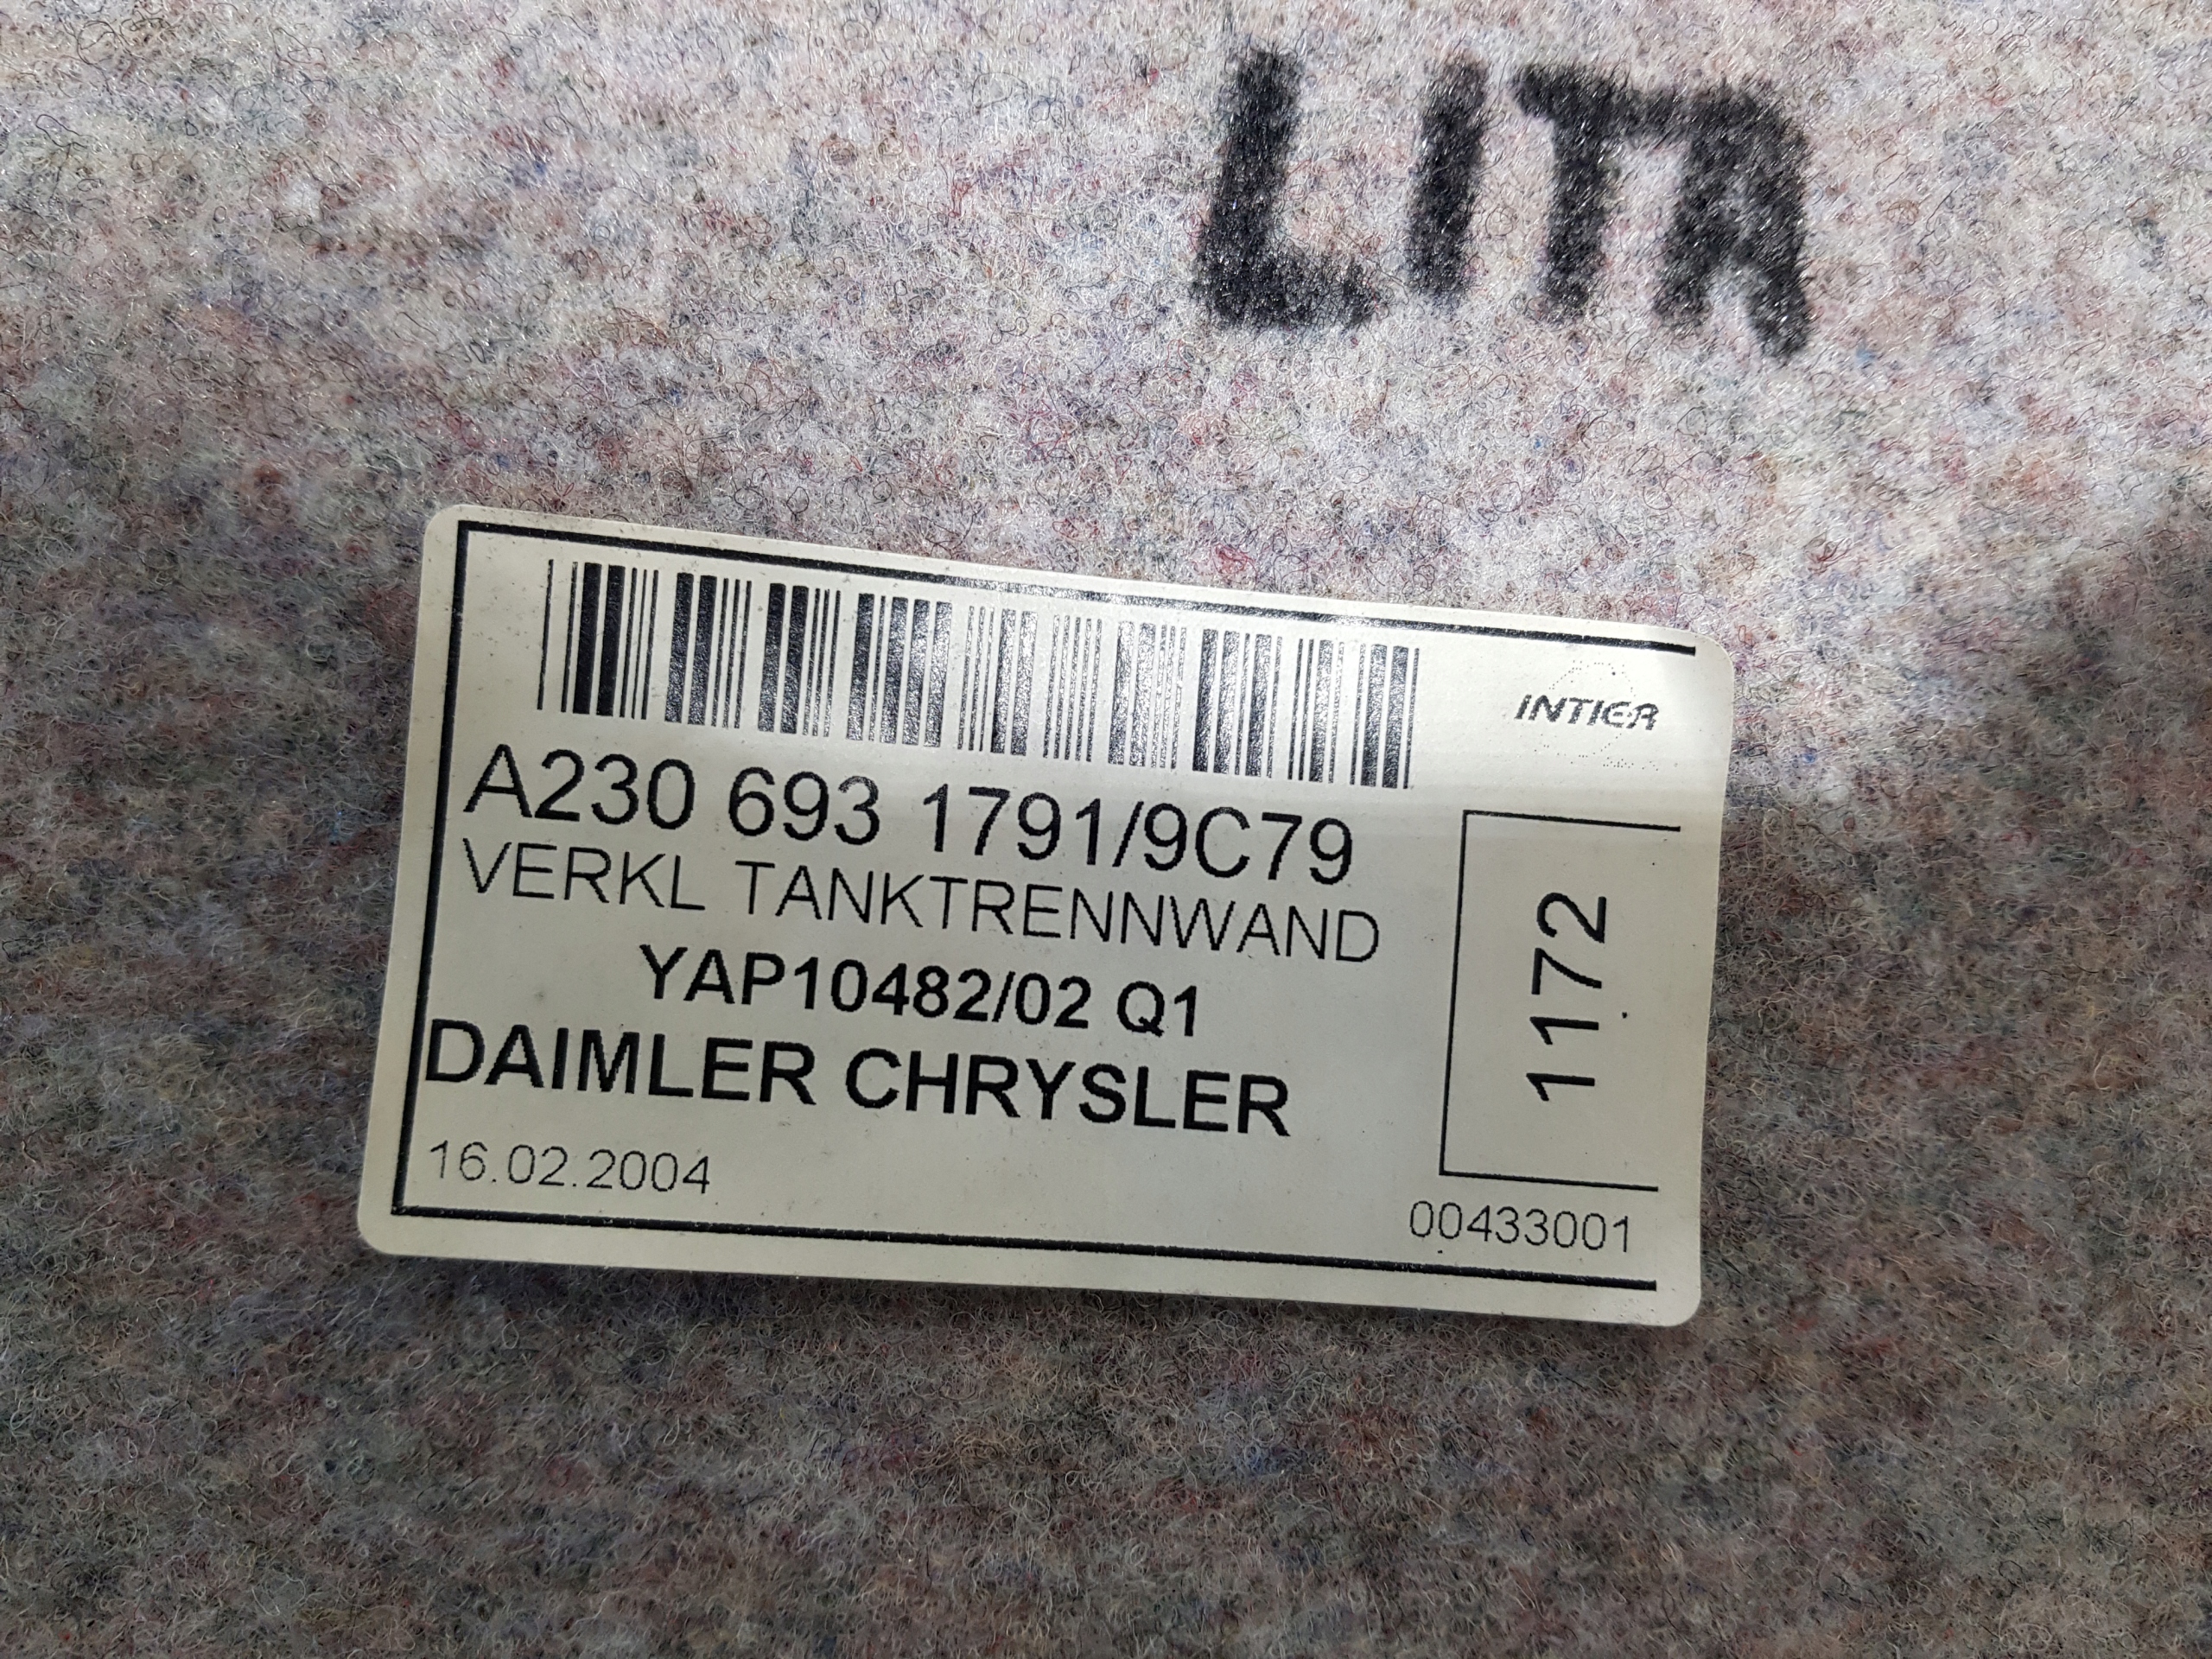 LITA
INTIER
A230 693 1791/9C79
VERKL TANKTRENNWAND
YAP10482/02 Q1
DAIMLER CHRYSLER
1172
16.02.2004
00433001